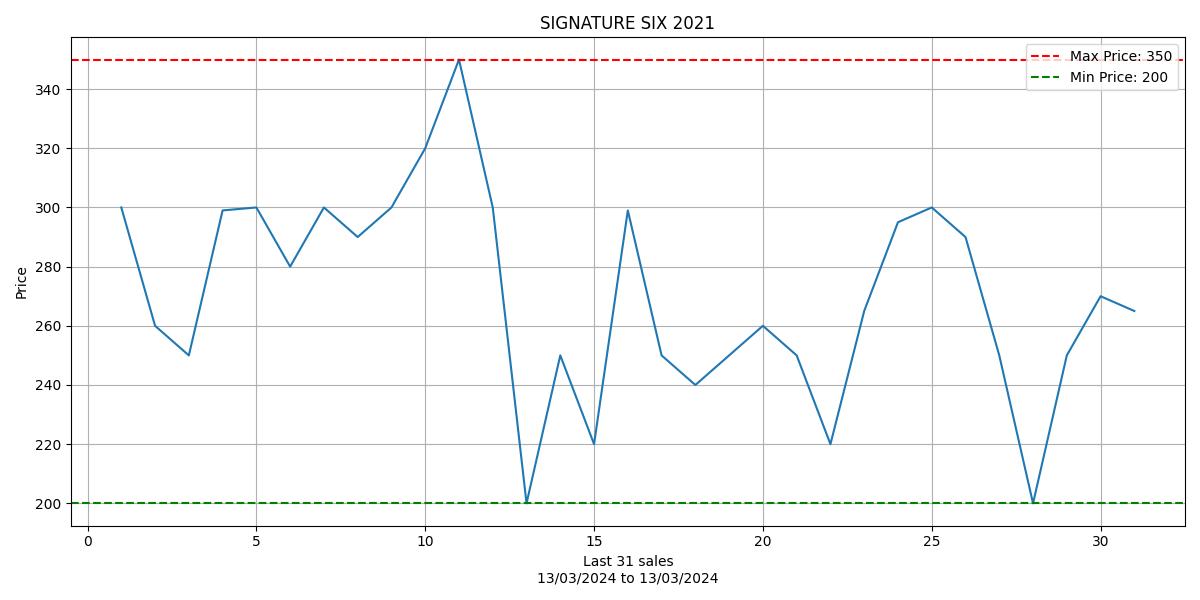 SIGNATURE SIX 2021
Max Price: 350
Min Price: 200
Price
340
320
300
280
260
240
220
200
0 5 10 15 20 25 30
Last 31 sales
13/03/2024 to 13/03/2024